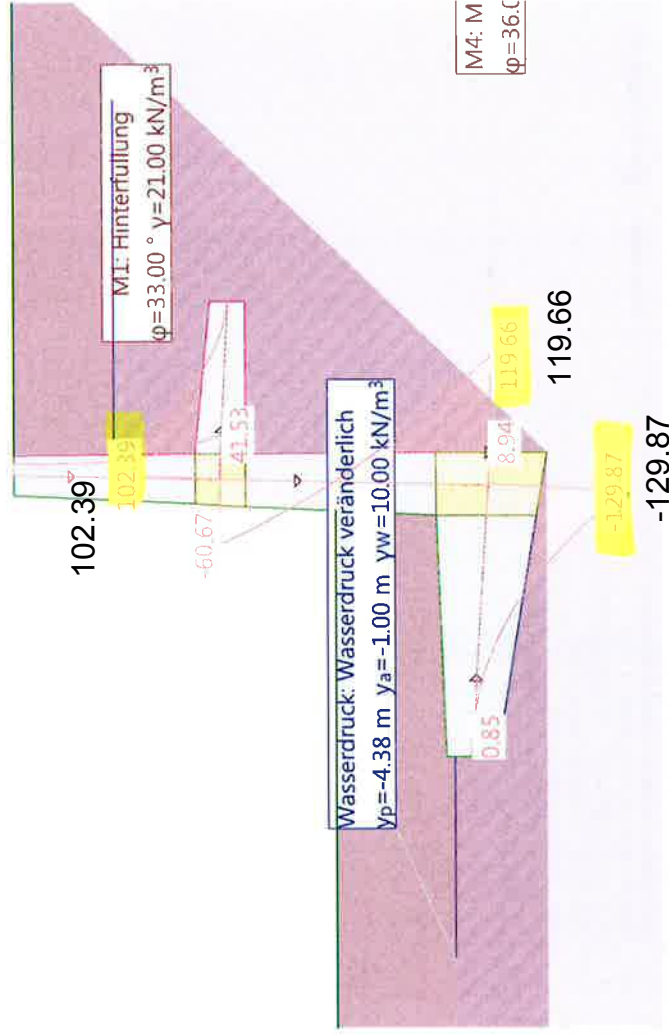 M4: M
φ=36.0
M1: Hinterfüllung
φ=33.00 ° γ=21.00 kN/m³
102.39
102.39
-60.67
41.53
Wasserdruck: Wasserdruck veränderlich
yp=-4.38 m ya=-1.00 m γw=10.00 kN/m³
119.66
119.66
8.94
0.85
-129.87
-129.87